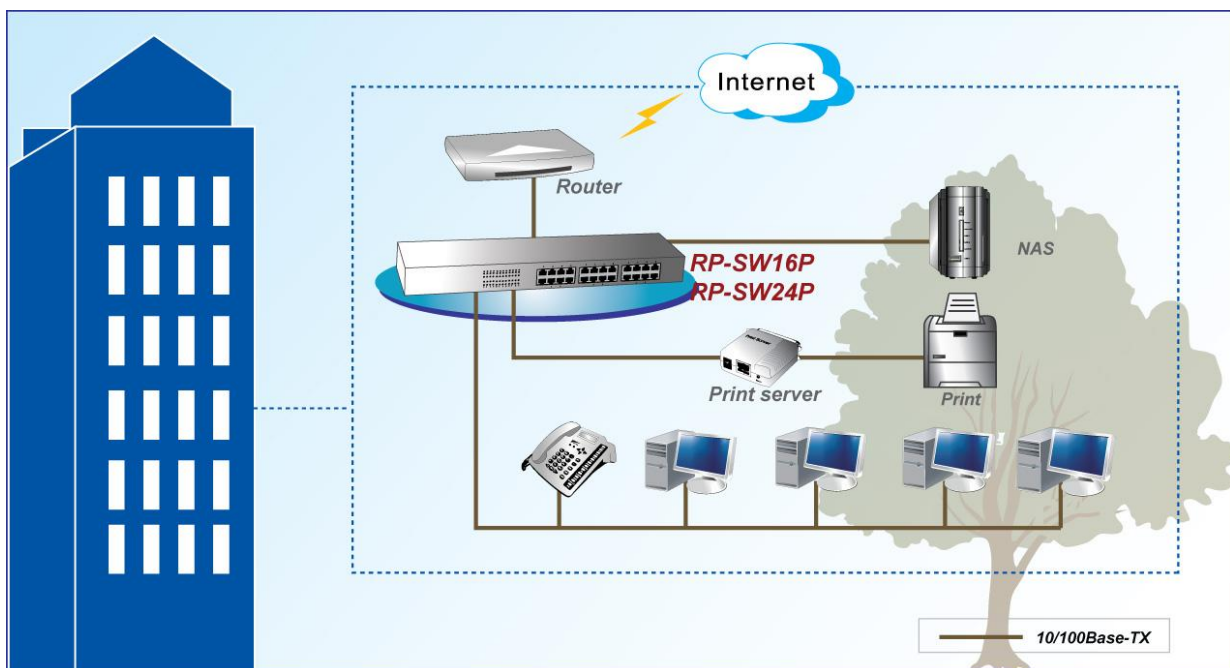 Internet
Router
RP-SW16P
RP-SW24P
NAS
Print server
Print
10/100Base-TX